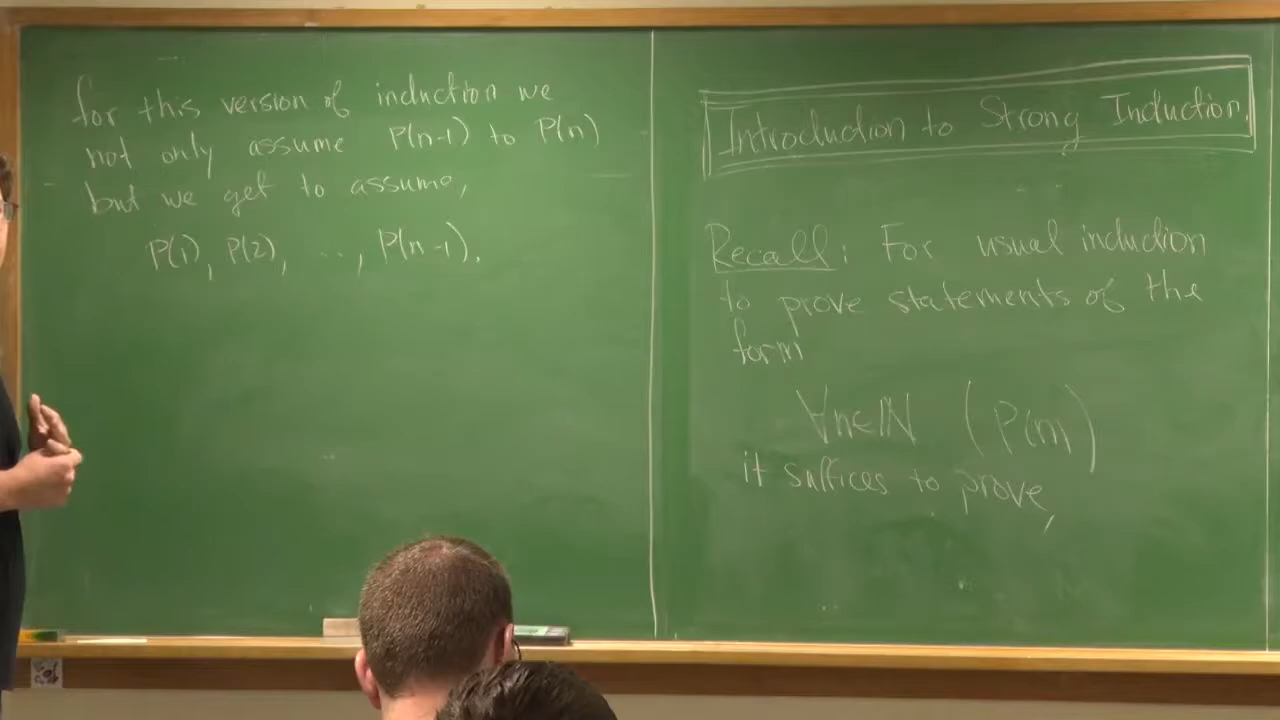 for this version of induction we
not only assume P(n-1) to P(n)
but we get to assume,
P(1), P(2), ..., P(n-1).
Introduction to Strong Induction.
Recall: For usual induction
to prove statements of the
form
∀n∈ℕ (P(n))
it suffices to prove,